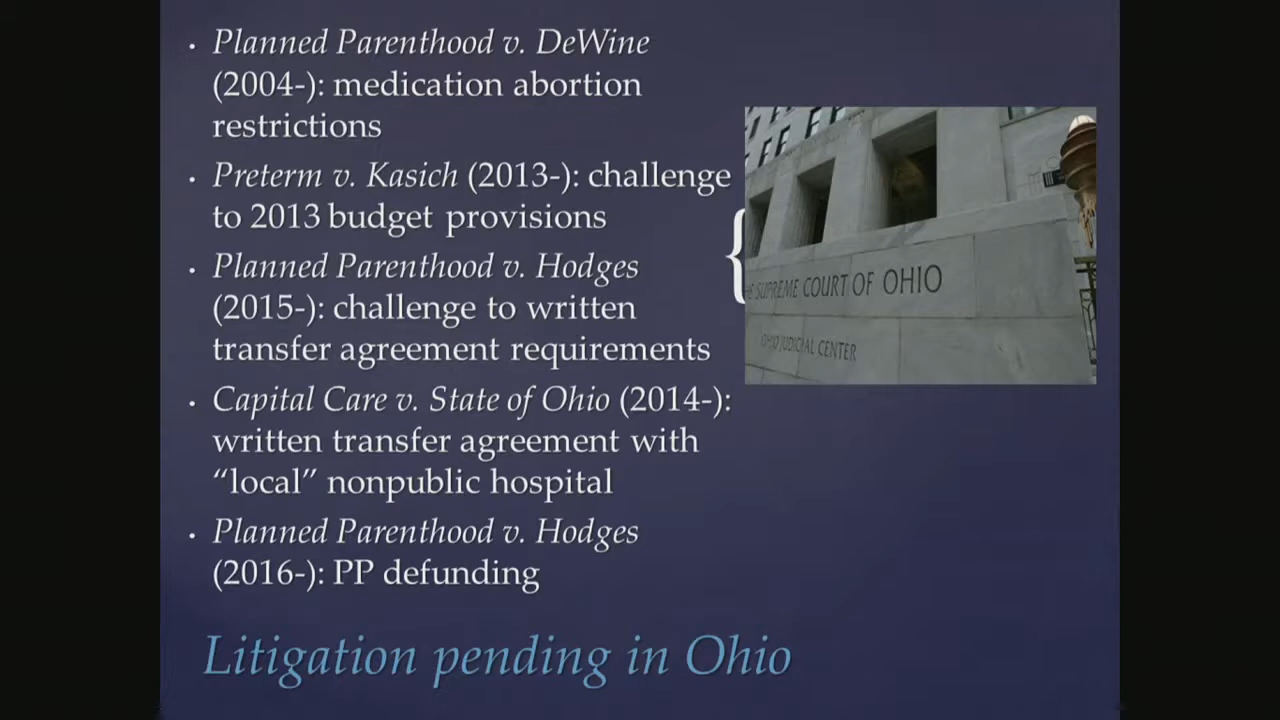 • Planned Parenthood v. DeWine
(2004-): medication abortion
restrictions
• Preterm v. Kasich (2013-): challenge
to 2013 budget provisions
• Planned Parenthood v. Hodges
(2015-): challenge to written
transfer agreement requirements
• Capital Care v. State of Ohio (2014-):
written transfer agreement with
“local” nonpublic hospital
• Planned Parenthood v. Hodges
(2016-): PP defunding
{
SUPREME COURT OF OHIO
OHIO JUDICIAL CENTER
Litigation pending in Ohio